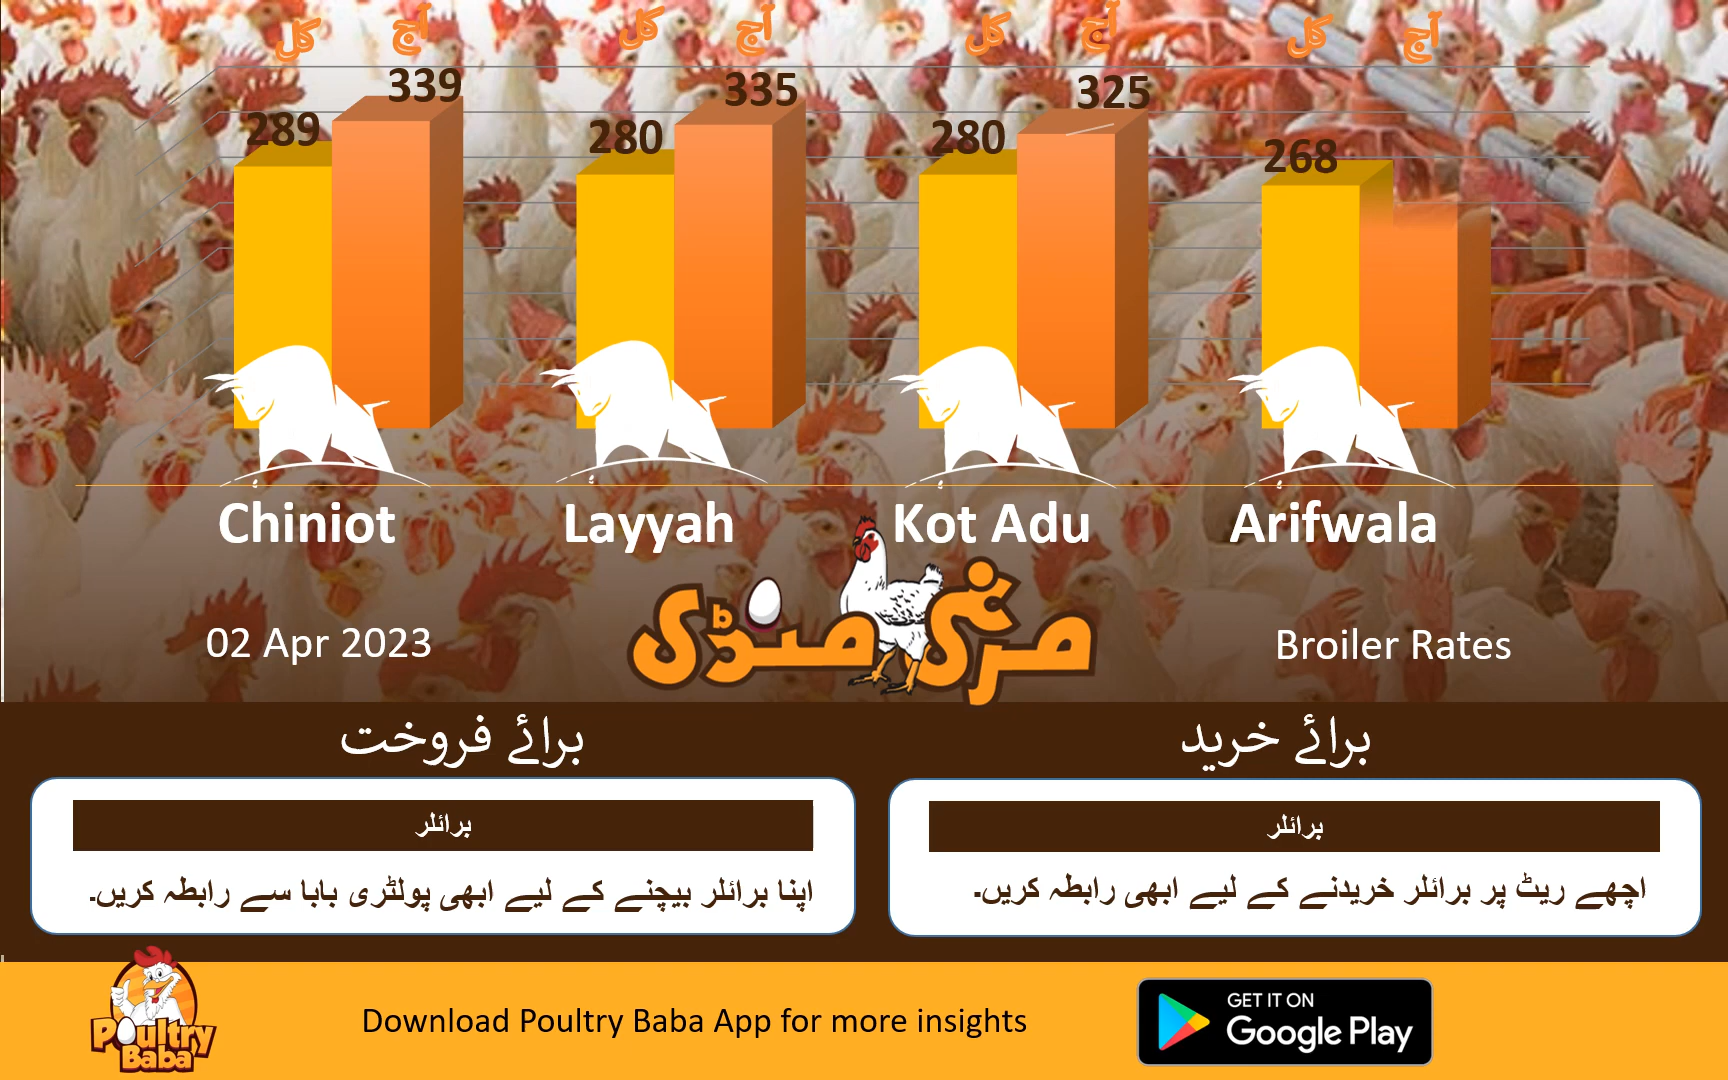 کل آج کل آج کل آج کل آج
289 339 280 335 280 325 268
Chiniot Layyah Kot Adu Arifwala
مرغی منڈی
02 Apr 2023
Broiler Rates
برائے فروخت
برائلر
اپنا برائلر بیچنے کے لیے ابھی پولٹری بابا سے رابطہ کریں۔
برائے خرید
برائلر
اچھے ریٹ پر برائلر خریدنے کے لیے ابھی رابطہ کریں۔
Poultry
Baba
Download Poultry Baba App for more insights
GET IT ON
Google Play